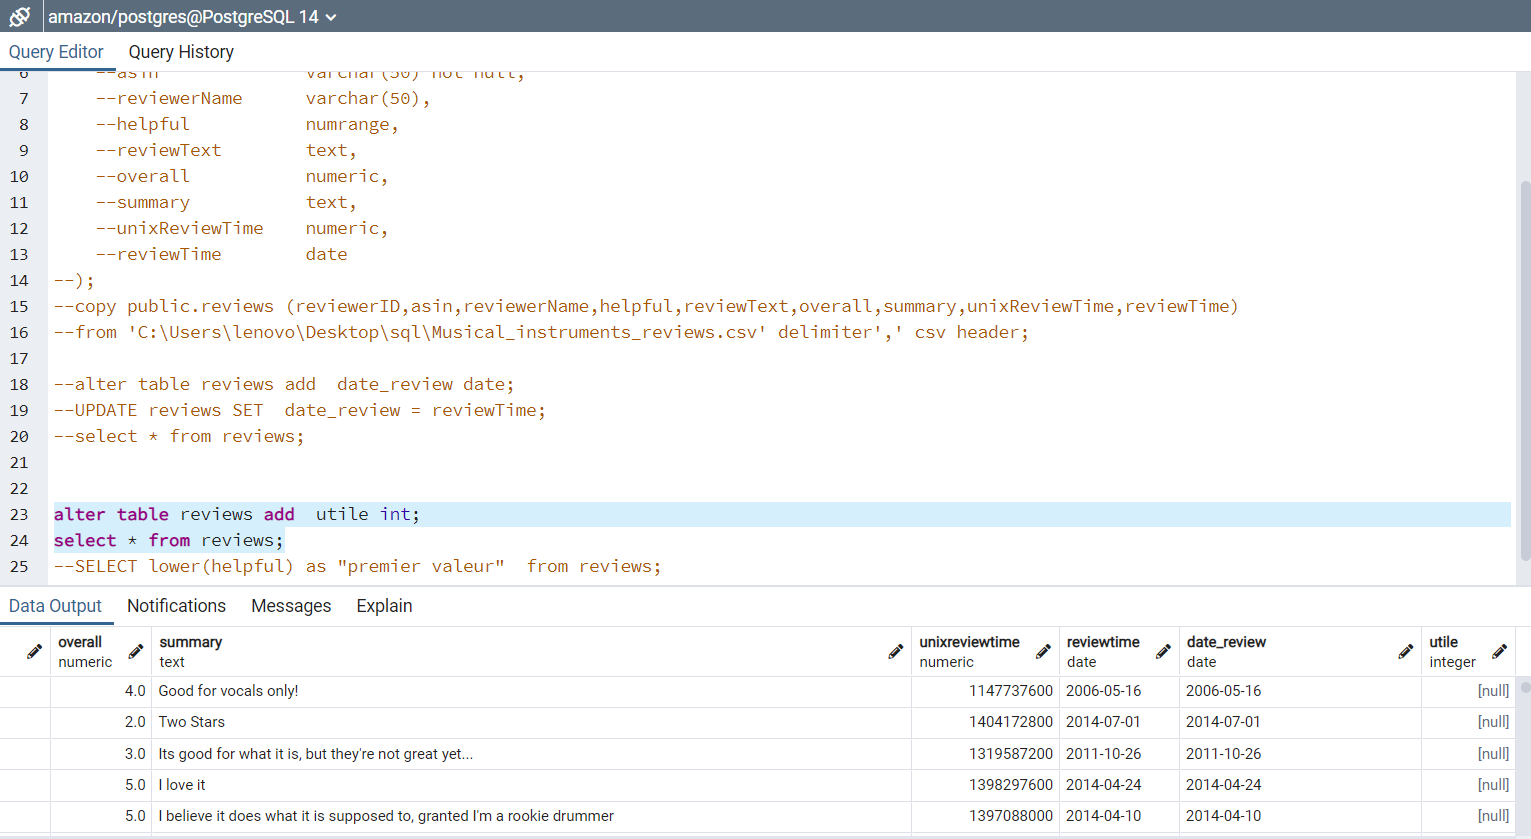 amazon/postgres@PostgreSQL 14
Query Editor Query History
6 --asin varchar(50) not null,
7 --reviewerName varchar(50),
8 --helpful numrange,
9 --reviewText text,
10 --overall numeric,
11 --summary text,
12 --unixReviewTime numeric,
13 --reviewTime date
14 --);
15 --copy public.reviews (reviewerID,asin,reviewerName,helpful,reviewText,overall,summary,unixReviewTime,reviewTime)
16 --from 'C:\Users\lenovo\Desktop\sql\Musical_instruments_reviews.csv' delimiter',' csv header;
17
18 --alter table reviews add date_review date;
19 --UPDATE reviews SET date_review = reviewTime;
20 --select * from reviews;
21
22
23 alter table reviews add utile int;
24 select * from reviews;
25 --SELECT lower(helpful) as "premier valeur" from reviews;
Data Output Notifications Messages Explain
overall summary unixreviewtime reviewtime date_review utile
numeric text numeric date date integer
4.0 Good for vocals only! 1147737600 2006-05-16 2006-05-16 [null]
2.0 Two Stars 1404172800 2014-07-01 2014-07-01 [null]
3.0 Its good for what it is, but they're not great yet... 1319587200 2011-10-26 2011-10-26 [null]
5.0 I love it 1398297600 2014-04-24 2014-04-24 [null]
5.0 I believe it does what it is supposed to, granted I'm a rookie drummer 1397088000 2014-04-10 2014-04-10 [null]